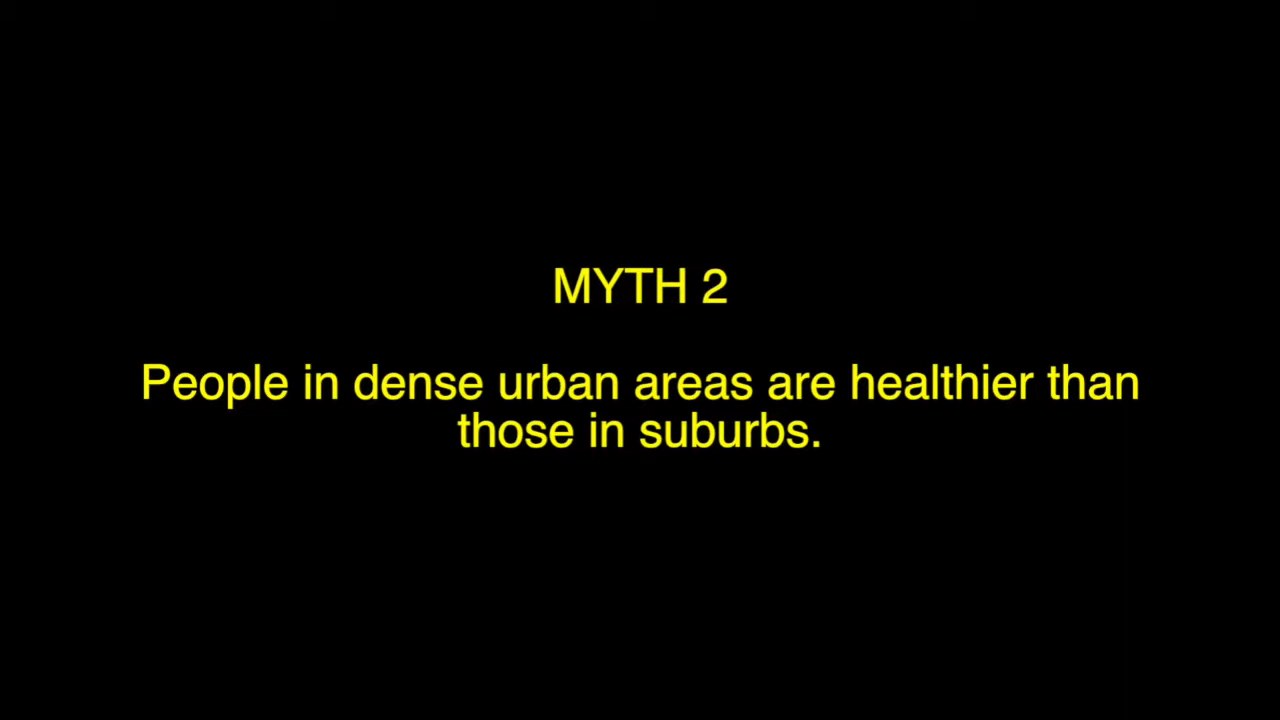 MYTH 2
People in dense urban areas are healthier than
those in suburbs.